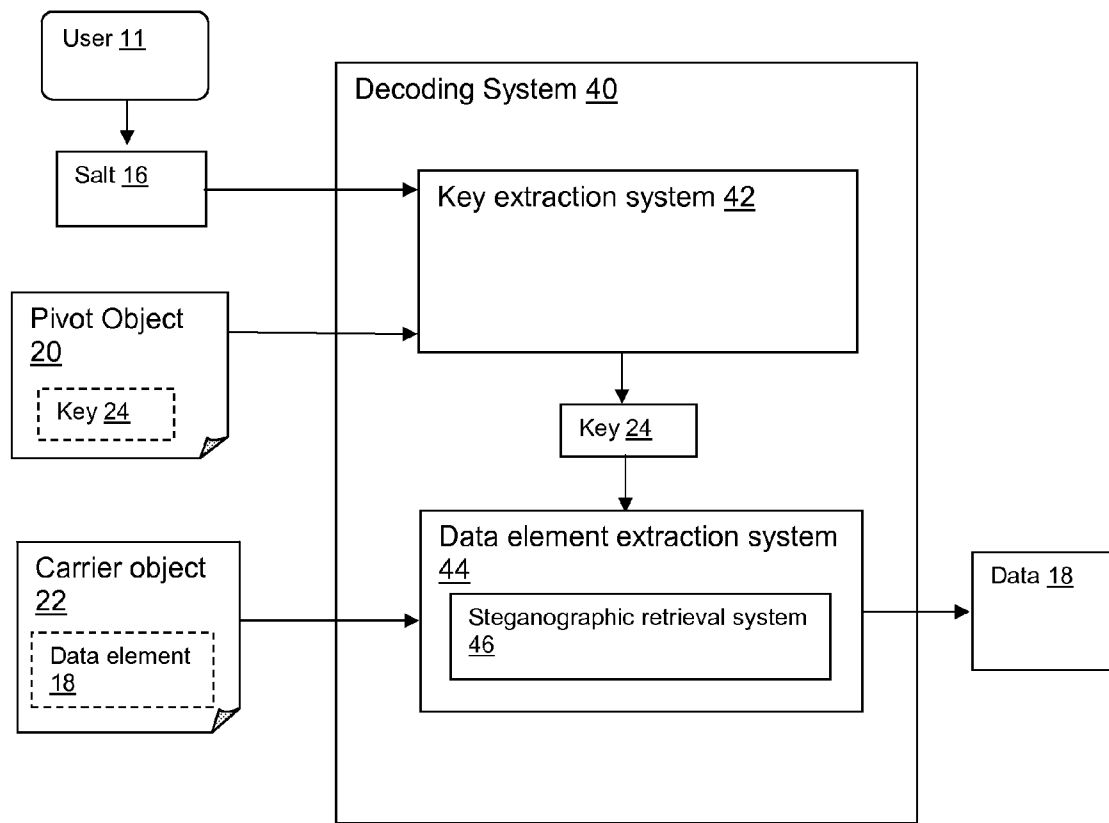 User 11
Decoding System 40
Salt 16
Key extraction system 42
Pivot Object
20
Key 24
Key 24
Data element extraction system
44
Steganographic retrieval system
46
Carrier object
22
Data element
18
Data 18